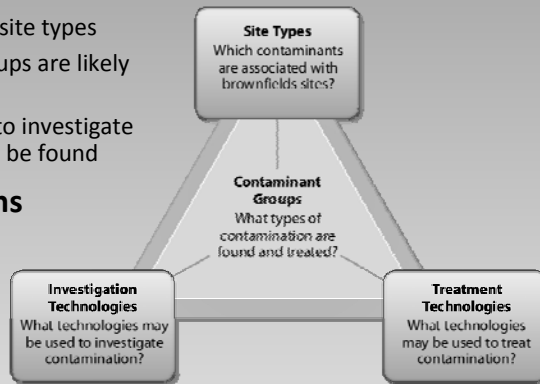 site types
ups are likely
to investigate
be found
ns
Site Types
Which contaminants
are associated with
brownfields sites?
Contaminant
Groups
What types of
contamination are
found and treated?
Investigation
Technologies
What technologies may
be used to investigate
contamination?
Treatment
Technologies
What technologies
may be used to treat
contamination?